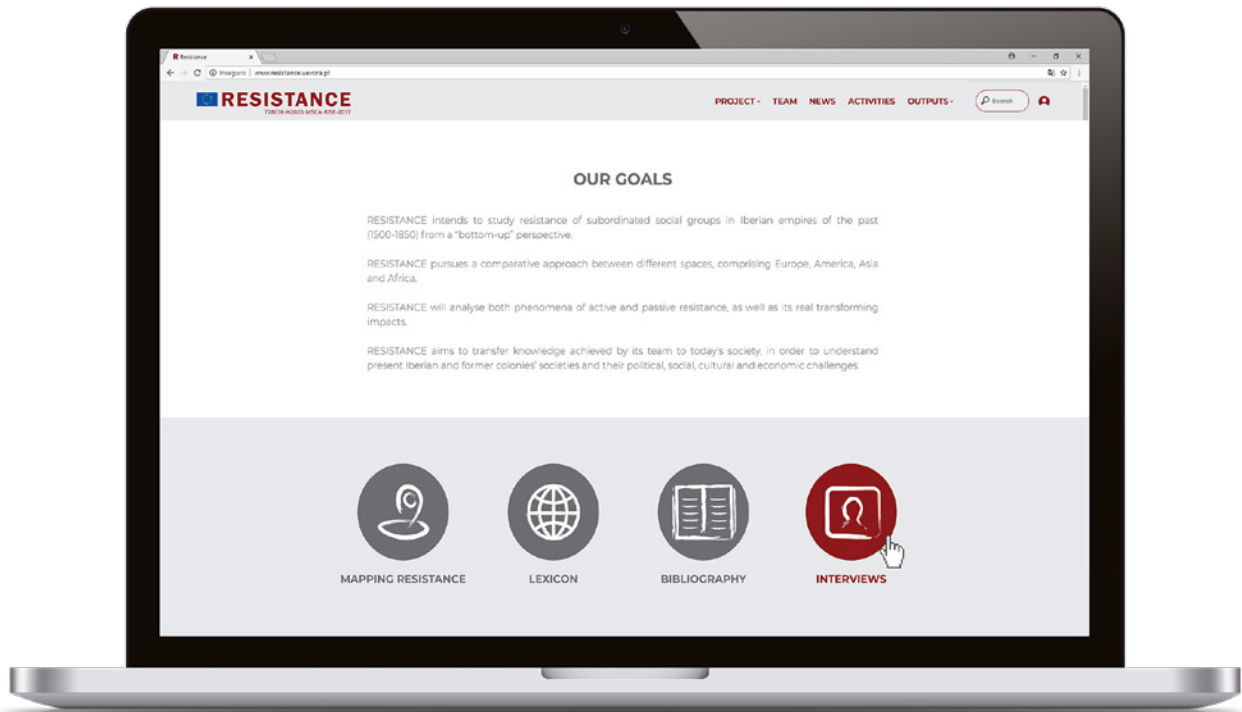 Resistance
Inseguro | www.resistance.uevora.pt
RESISTANCE
778076-H2020-MSCA-RISE-2017
PROJECT TEAM NEWS ACTIVITIES OUTPUTS Search
OUR GOALS
RESISTANCE intends to study resistance of subordinated social groups in Iberian empires of the past
(1500-1850) from a "bottom-up" perspective.
RESISTANCE pursues a comparative approach between different spaces, comprising Europe, America, Asia
and Africa.
RESISTANCE will analyse both phenomena of active and passive resistance, as well as its real transforming
impacts.
RESISTANCE aims to transfer knowledge achieved by its team to today's society, in order to understand
present Iberian and former colonies' societies and their political, social, cultural and economic challenges.
MAPPING RESISTANCE LEXICON BIBLIOGRAPHY INTERVIEWS